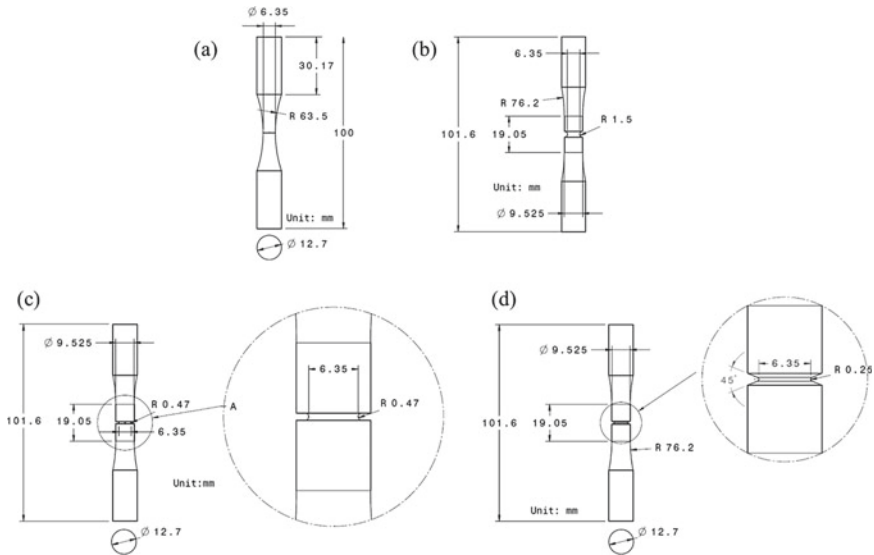 (a)
Ø 6.35
30.17
R 63.5
100
Unit: mm
Ø 12.7
(b)
6.35
R 76.2
R 1.5
101.6
19.05
Unit: mm
Ø 9.525
(c)
Ø 9.525
R 0.47
A
101.6
19.05
6.35
Unit:mm
Ø 12.7
6.35
R 0.47
(d)
Ø 9.525
101.6
19.05
R 76.2
Unit: mm
Ø 12.7
6.35
R 0.25
45°